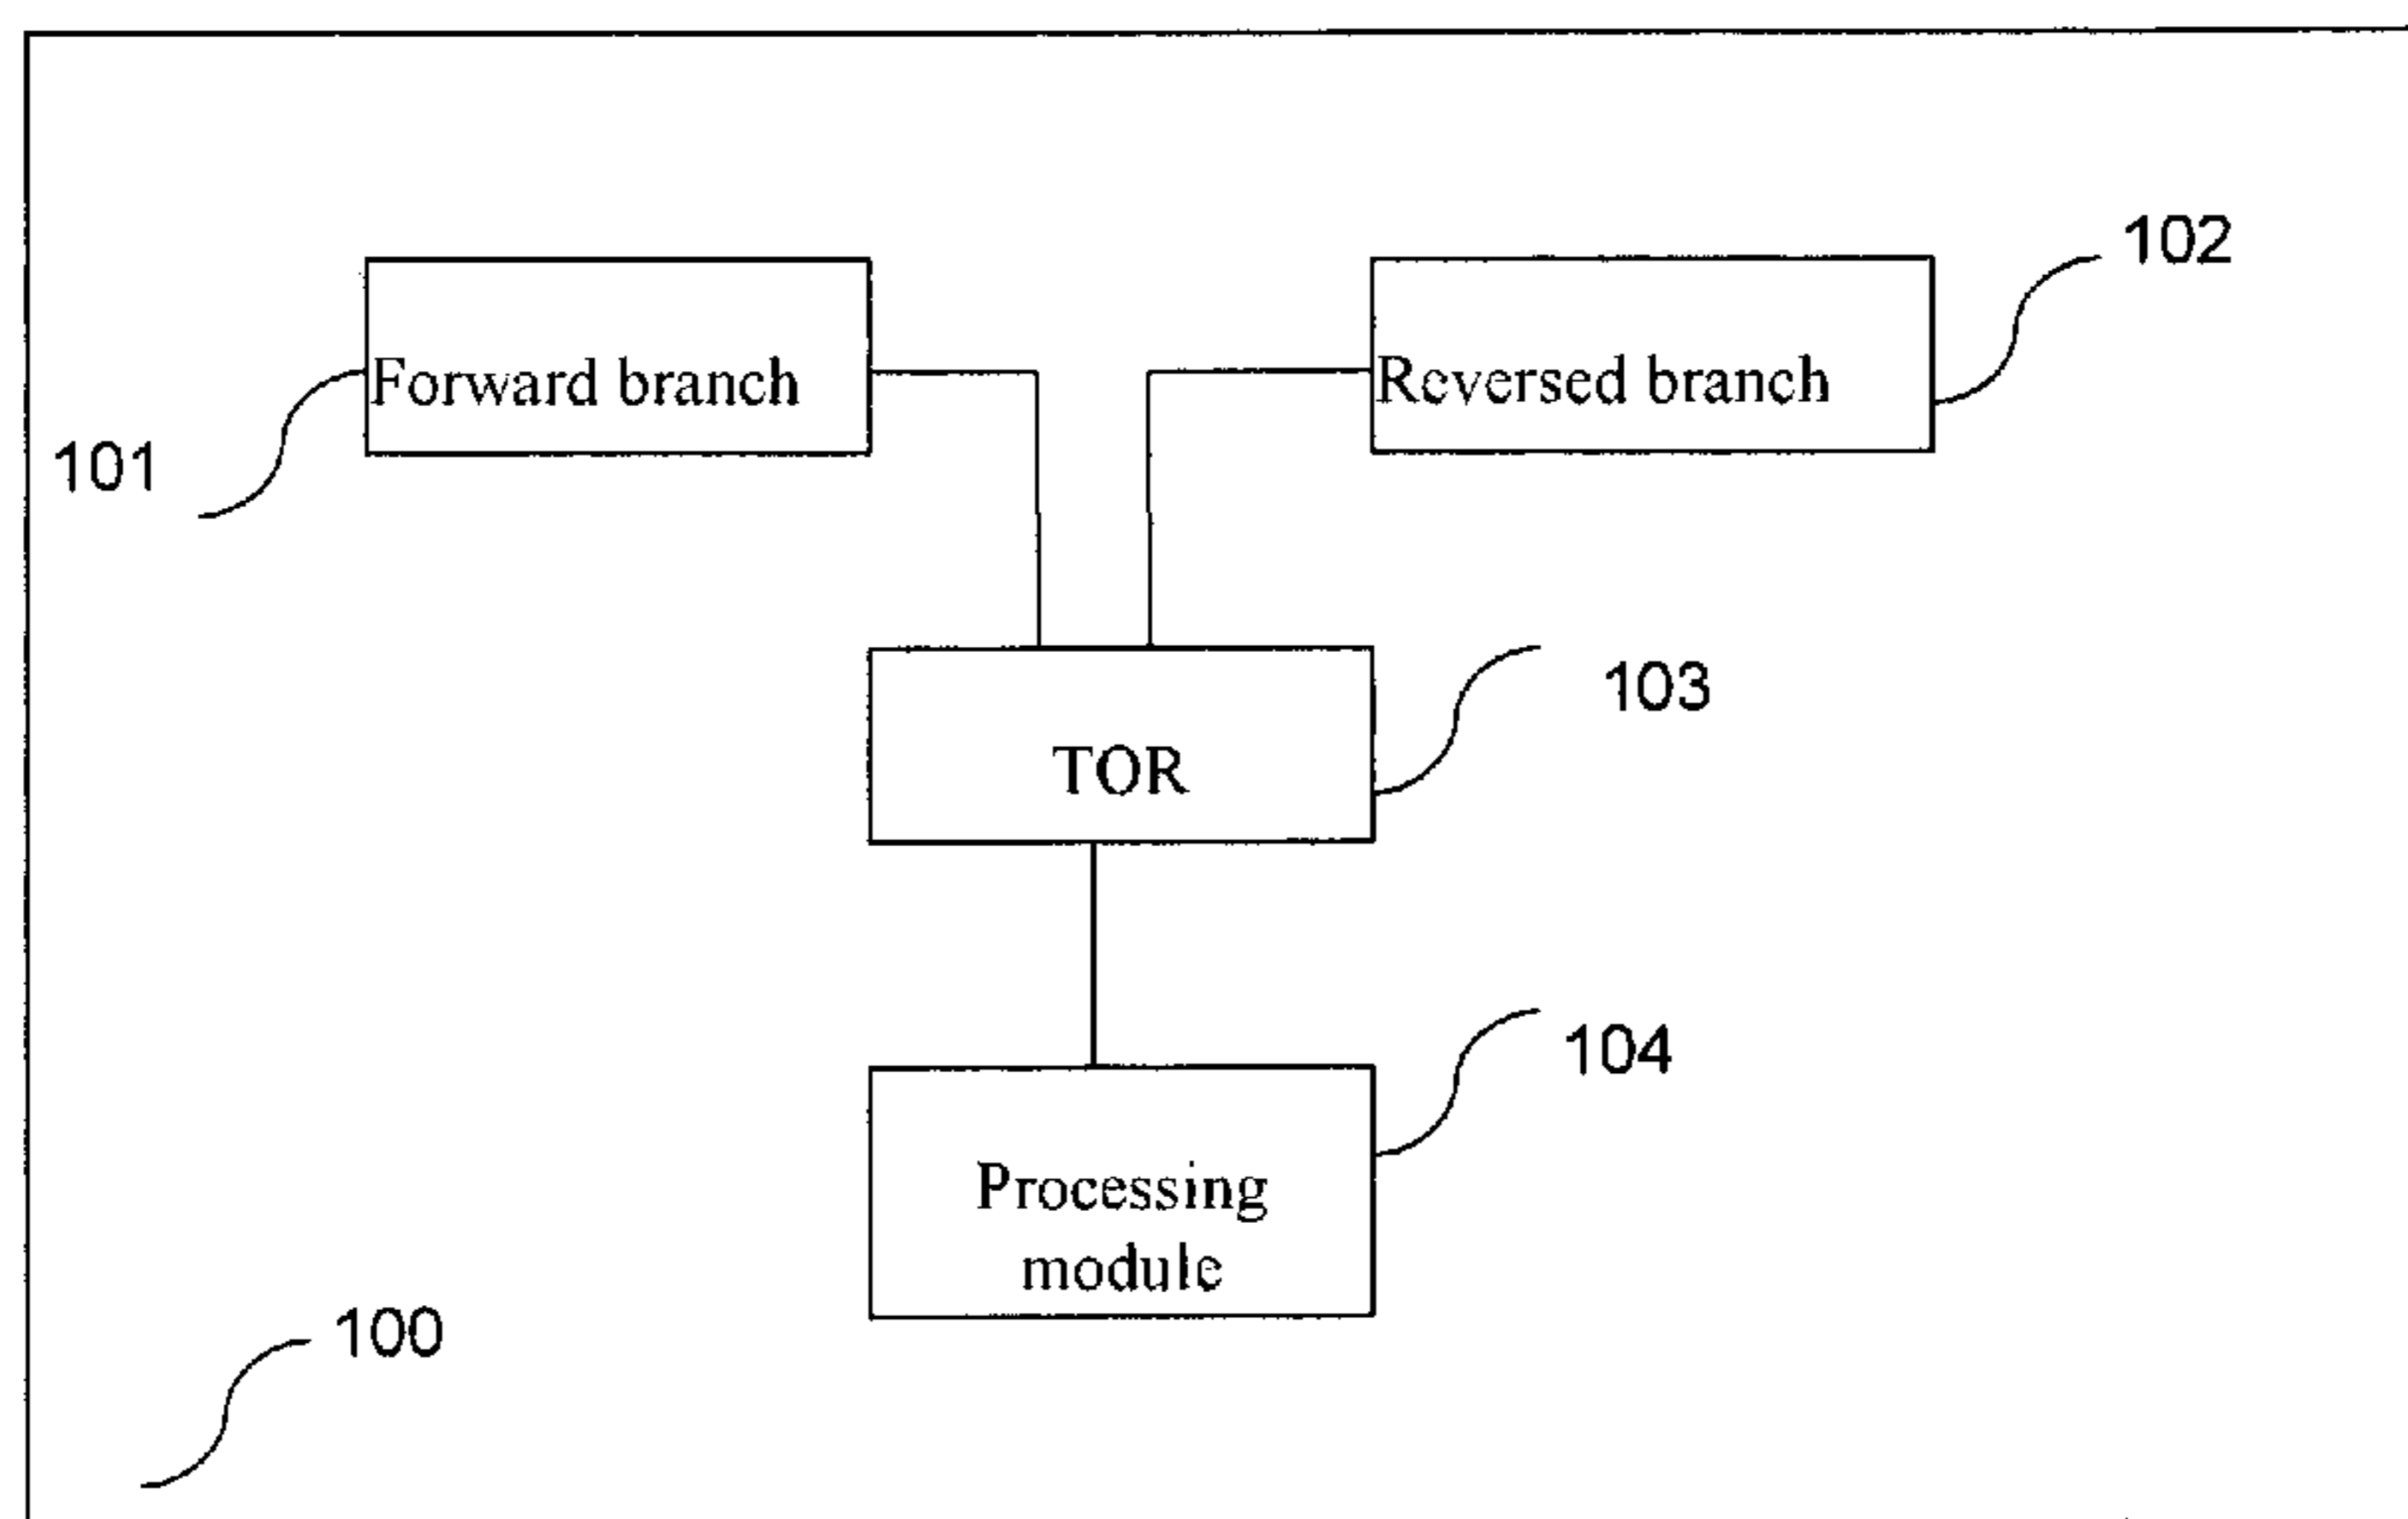 102
Forward branch
Reversed branch
101
103
TOR
104
Processing
module
100